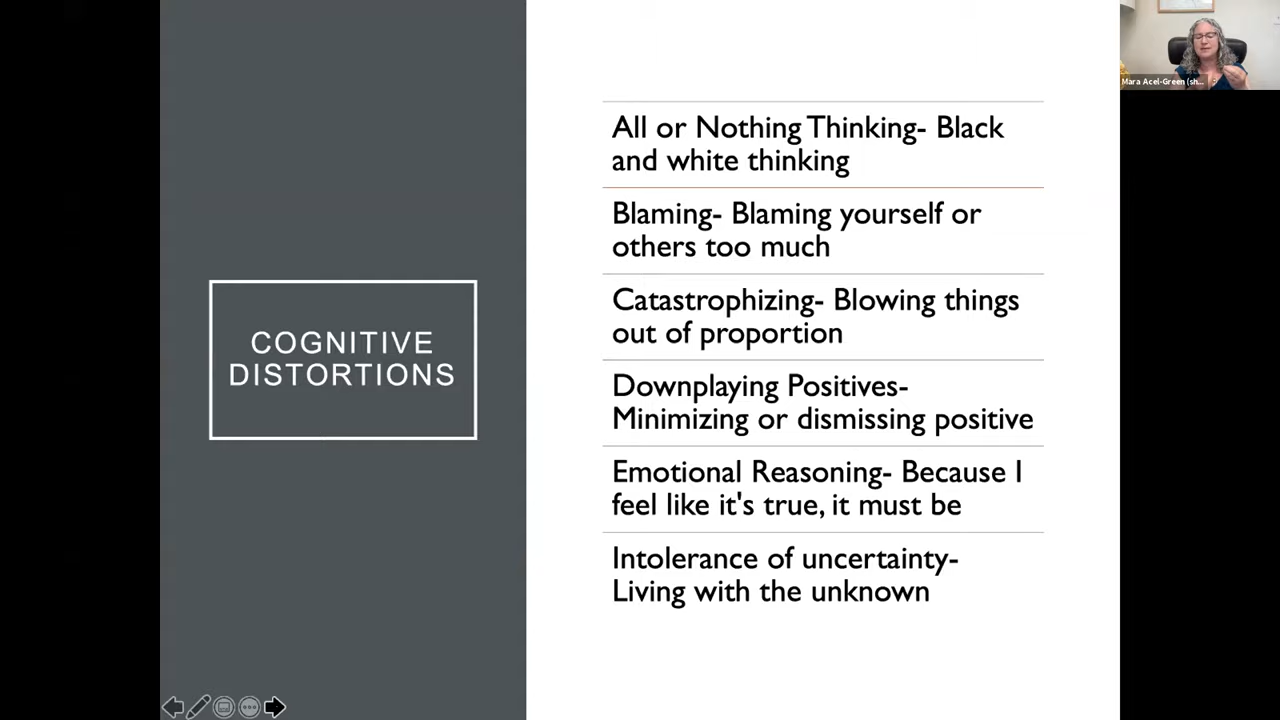 Mara Acel-Green (sh...
All or Nothing Thinking- Black
and white thinking
Blaming- Blaming yourself or
others too much
Catastrophizing- Blowing things
out of proportion
COGNITIVE
DISTORTIONS
Downplaying Positives-
Minimizing or dismissing positive
Emotional Reasoning- Because I
feel like it's true, it must be
Intolerance of uncertainty-
Living with the unknown